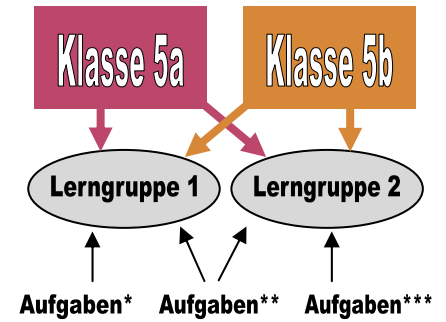 Klasse 5a
Klasse 5b
Lerngruppe 1
Lerngruppe 2
Aufgaben*
Aufgaben**
Aufgaben***